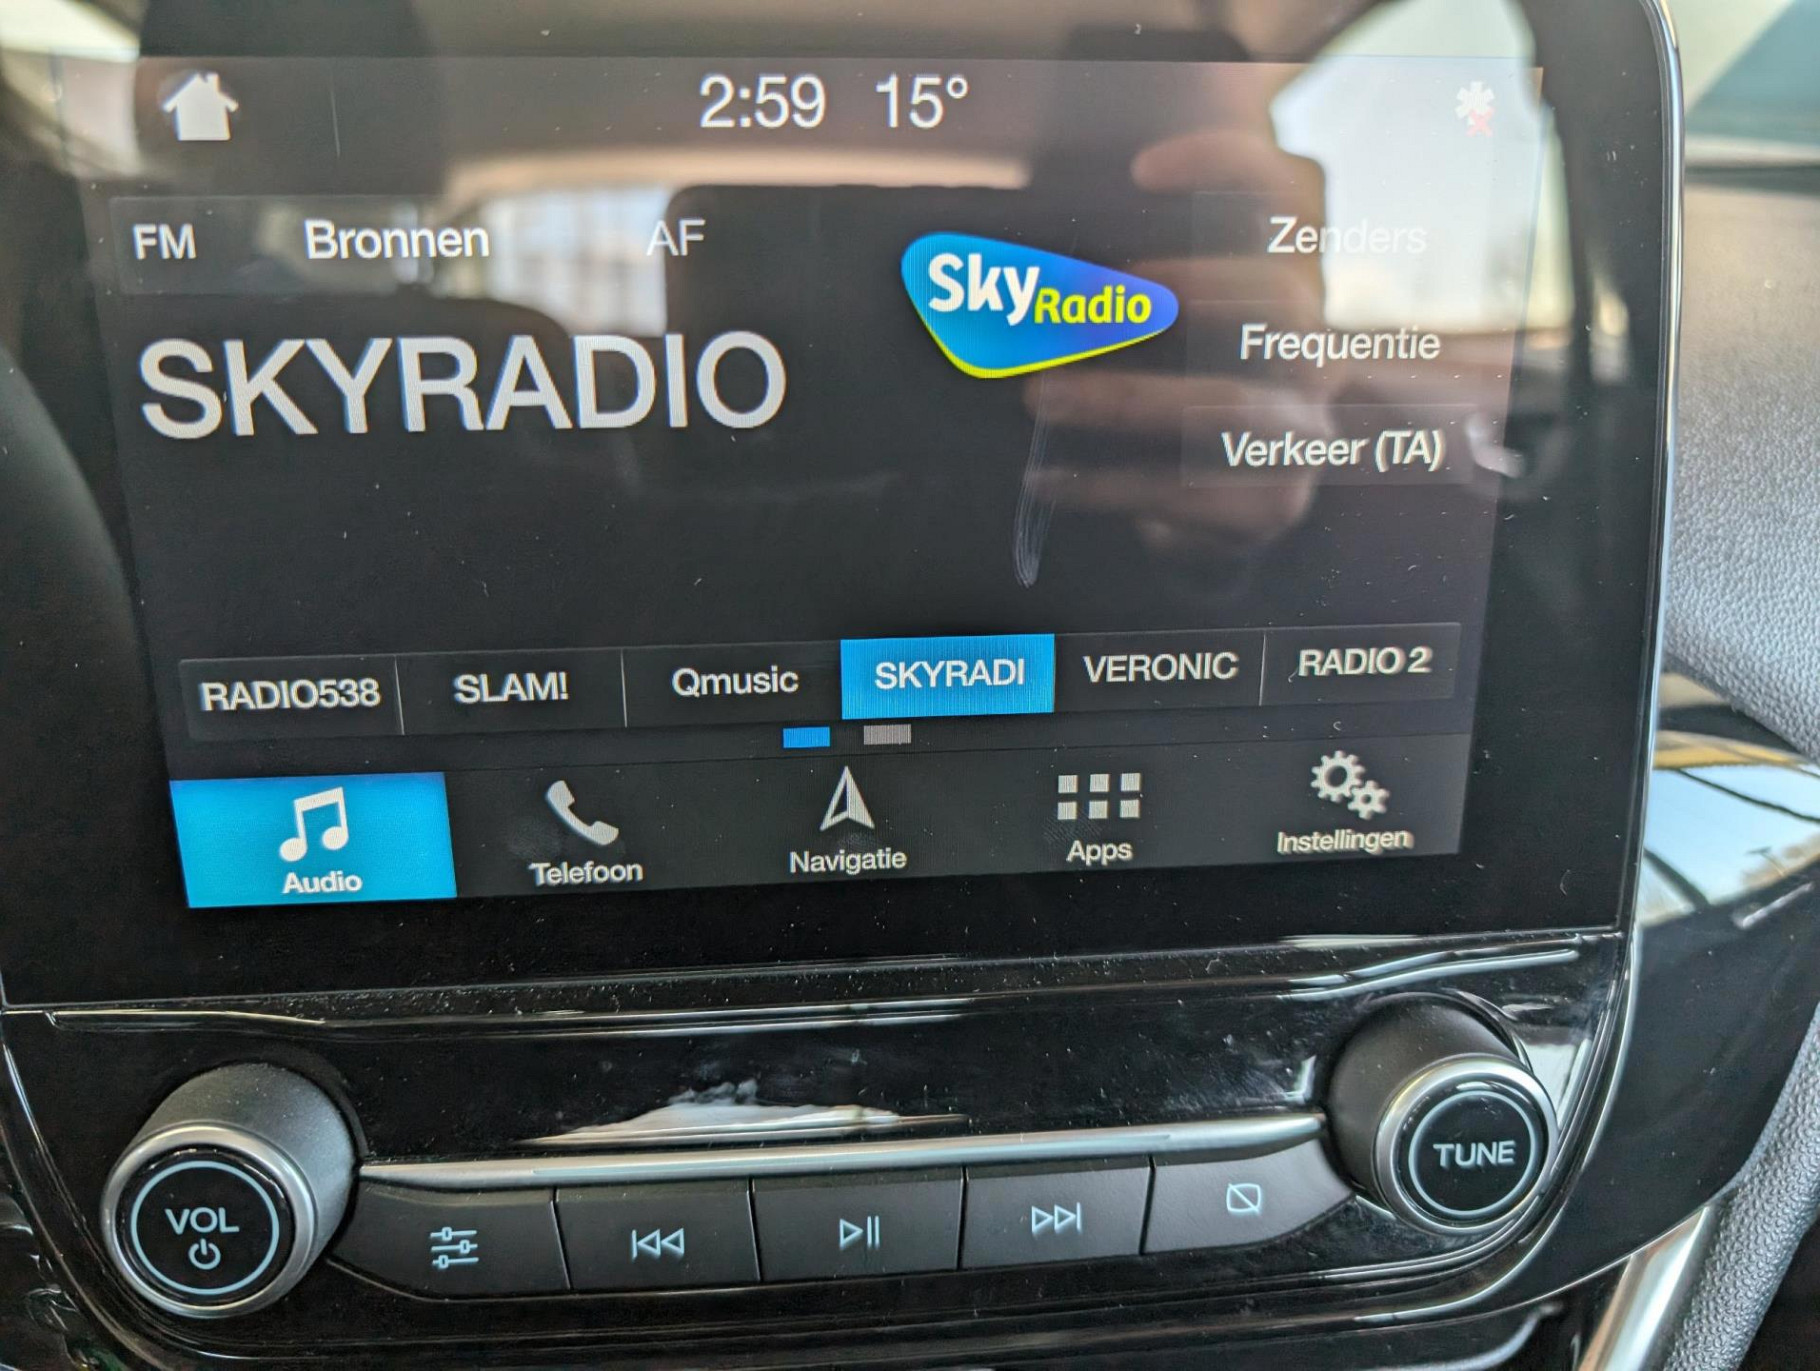 2:59 15°
FM Bronnen AF
Zenders
Sky Radio
SKYRADIO
Frequentie
Verkeer (TA)
RADIO538 SLAM! Qmusic SKYRADI VERONIC RADIO 2
Audio Telefoon Navigatie Apps Instellingen
VOL
TUNE